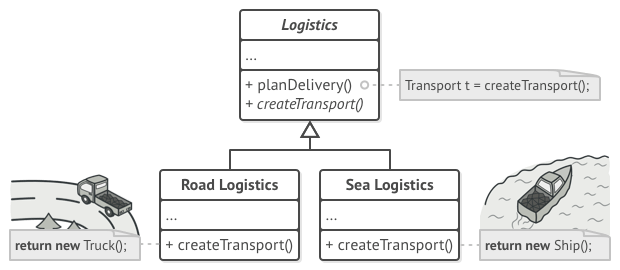 Logistics
...
+ planDelivery()
+ createTransport()
Transport t = createTransport();
Road Logistics
...
+ createTransport()
return new Truck();
Sea Logistics
...
+ createTransport()
return new Ship();